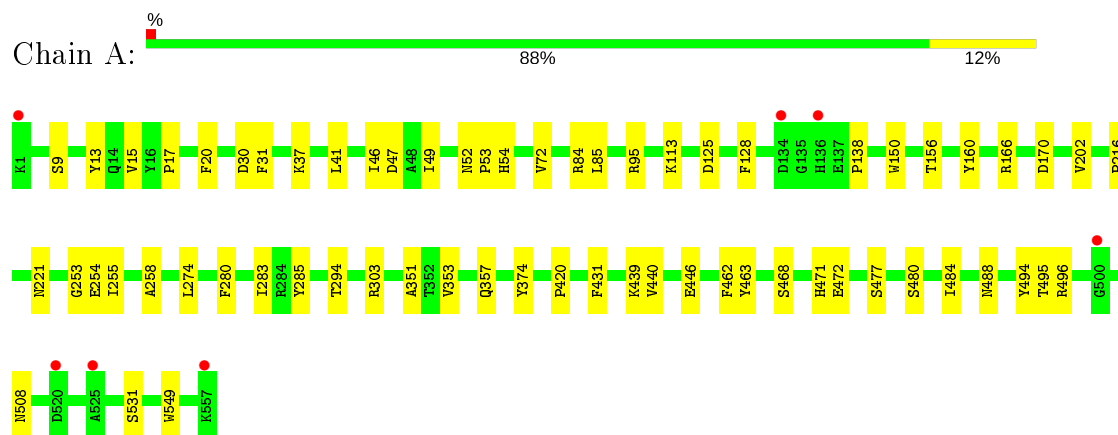 %
Chain A:
88% 12%
K1 S9 Y13 Q14 V15 Y16 P17 F20 D30 F31 K37 L41 I46 D47 A48 I49 N52 P53 H54 V72 R84 L85 R95 K113 D125 F128 D134 G135 H136 E137 P138 W150 T156 Y160 R166 D170 V202
N221 G253 E254 I255 A258 L274 F280 I283 R284 Y285 T294 R303 A351 T352 V353 Q357 Y374 P420 F431 K439 V440 E446 F462 Y463 S468 H471 E472 S477 S480 I484 N488 Y494 T495 R496 G500
N508 D520 A525 S531 W549 K557